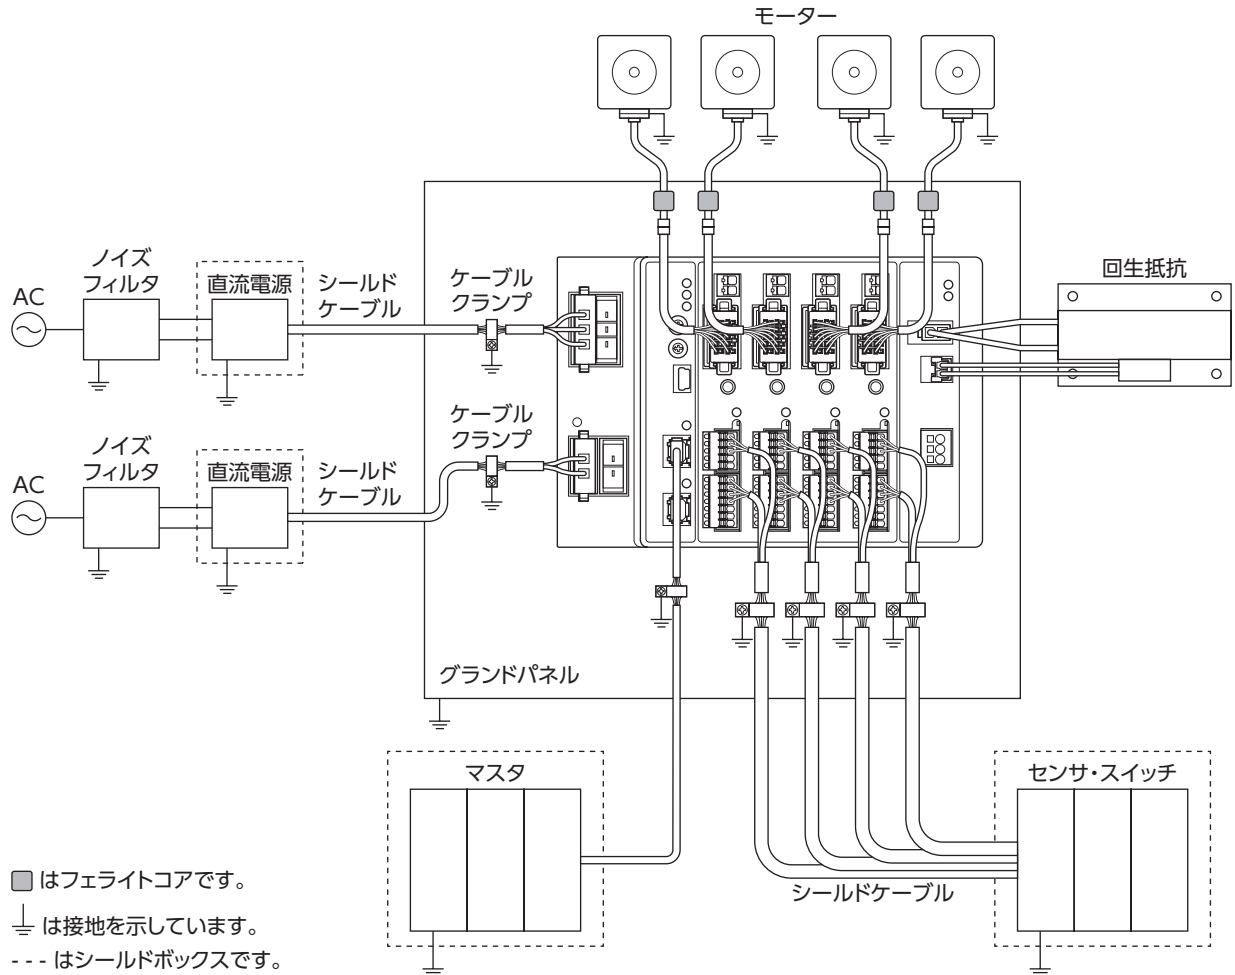 モーター
ノイズ
フィルタ
直流電源
シールド
ケーブル
ケーブル
クランプ
回生抵抗
AC
ケーブル
クランプ
ノイズ
フィルタ
直流電源
シールド
ケーブル
AC
グランドパネル
マスタ
センサ・スイッチ
シールドケーブル
はフェライトコアです。
は接地を示しています。
--- はシールドボックスです。